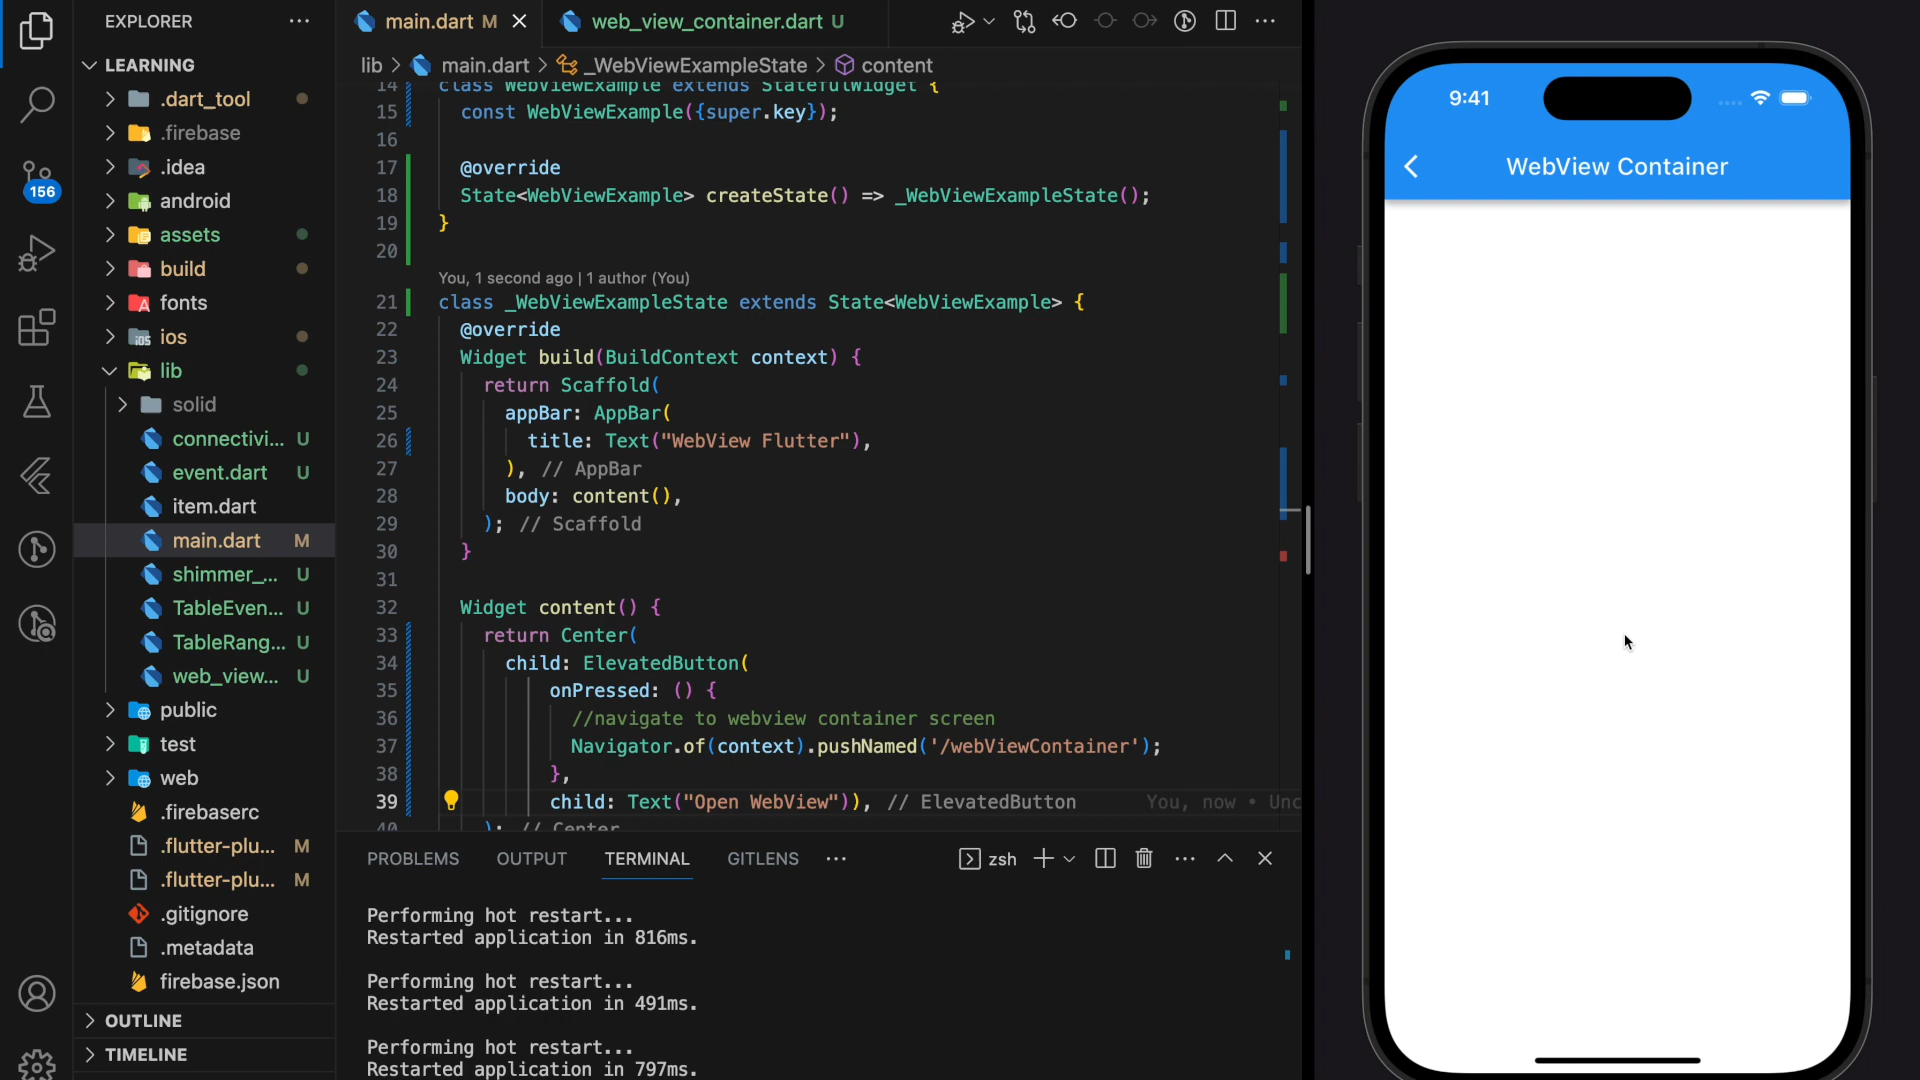 EXPLORER
LEARNING
.dart_tool
.firebase
.idea
android
assets
build
fonts
ios
lib
solid
connectivi... U
event.dart U
item.dart
main.dart M
shimmer_... U
TableEven... U
TableRang... U
web_view... U
public
test
web
.firebaserc
.flutter-plu... M
.flutter-plu... M
.gitignore
.metadata
firebase.json
OUTLINE
TIMELINE
156
main.dart M
web_view_container.dart U
lib > main.dart > _WebViewExampleState > content
14 class WebViewExample extends StatefulWidget {
15 const WebViewExample({super.key});
16
17 @override
18 State<WebViewExample> createState() => _WebViewExampleState();
19 }
20
You, 1 second ago | 1 author (You)
21 class _WebViewExampleState extends State<WebViewExample> {
22 @override
23 Widget build(BuildContext context) {
24 return Scaffold(
25 appBar: AppBar(
26 title: Text("WebView Flutter"),
27 ), // AppBar
28 body: content(),
29 ); // Scaffold
30 }
31
32 Widget content() {
33 return Center(
34 child: ElevatedButton(
35 onPressed: () {
36 //navigate to webview container screen
37 Navigator.of(context).pushNamed('/webViewContainer');
38 },
39 child: Text("Open WebView")), // ElevatedButton You, now • Unc
40 ); // Center
PROBLEMS OUTPUT TERMINAL GITLENS zsh
Performing hot restart...
Restarted application in 816ms.
Performing hot restart...
Restarted application in 491ms.
Performing hot restart...
Restarted application in 797ms.
9:41
WebView Container